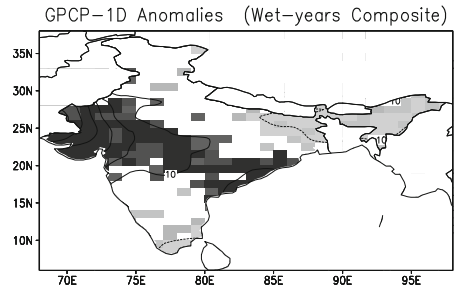 GPCP-1D Anomalies (Wet-years Composite)
35N
30N
10
25N
10
20N
10
15N
10N
70E 75E 80E 85E 90E 95E